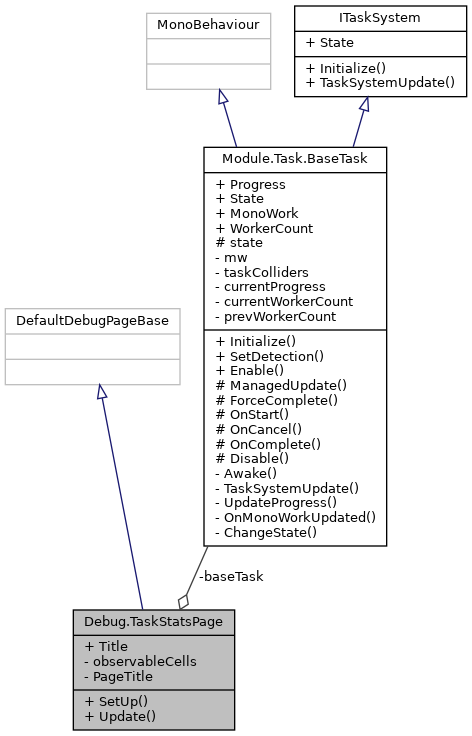 MonoBehaviour
ITaskSystem
+ State
+ Initialize()
+ TaskSystemUpdate()
Module.Task.BaseTask
+ Progress
+ State
+ MonoWork
+ WorkerCount
# state
- mw
- taskColliders
- currentProgress
- currentWorkerCount
- prevWorkerCount
+ Initialize()
+ SetDetection()
+ Enable()
# ManagedUpdate()
# ForceComplete()
# OnStart()
# OnCancel()
# OnComplete()
# Disable()
- Awake()
- TaskSystemUpdate()
- UpdateProgress()
- OnMonoWorkUpdated()
- ChangeState()
DefaultDebugPageBase
-baseTask
Debug.TaskStatsPage
+ Title
- observableCells
- PageTitle
+ SetUp()
+ Update()